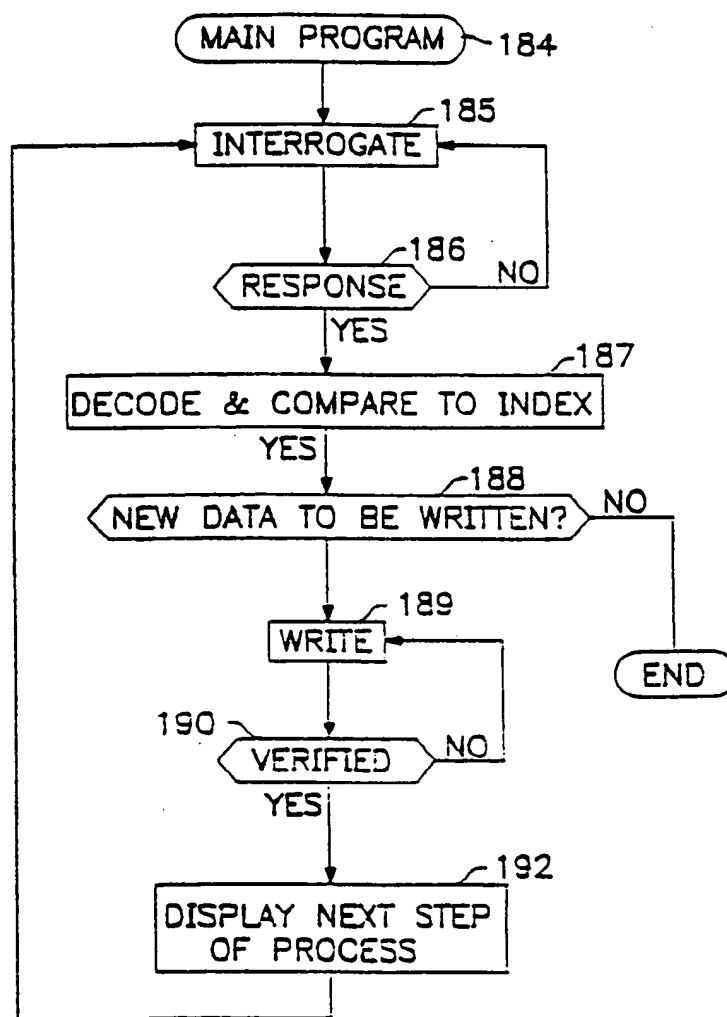 MAIN PROGRAM
184
185
INTERROGATE
186
RESPONSE
NO
YES
187
DECODE & COMPARE TO INDEX
YES
188
NEW DATA TO BE WRITTEN?
NO
189
WRITE
END
190
VERIFIED
NO
YES
192
DISPLAY NEXT STEP
OF PROCESS